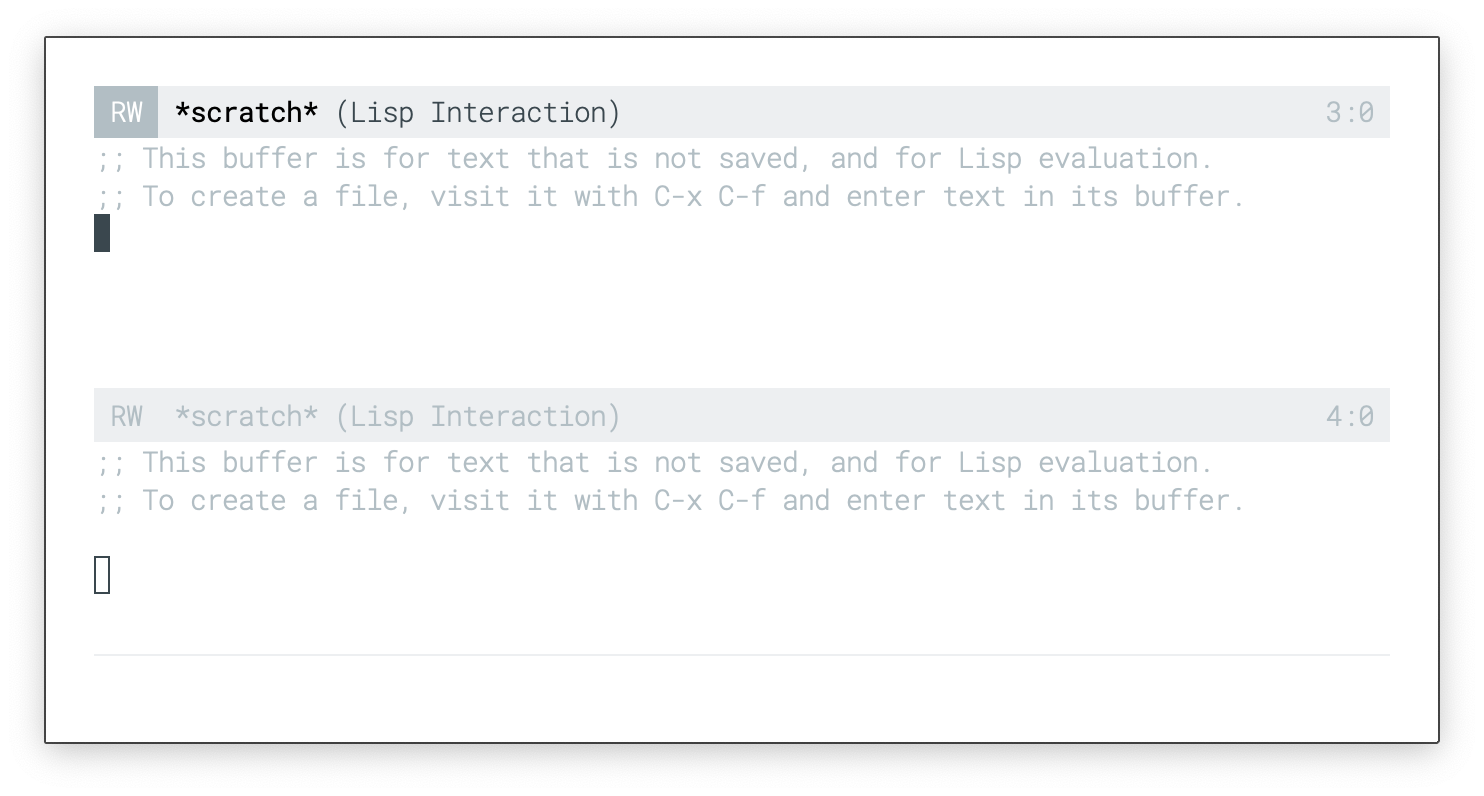 RW *scratch* (Lisp Interaction) 3:0
;; This buffer is for text that is not saved, and for Lisp evaluation.
;; To create a file, visit it with C-x C-f and enter text in its buffer.
RW *scratch* (Lisp Interaction) 4:0
;; This buffer is for text that is not saved, and for Lisp evaluation.
;; To create a file, visit it with C-x C-f and enter text in its buffer.